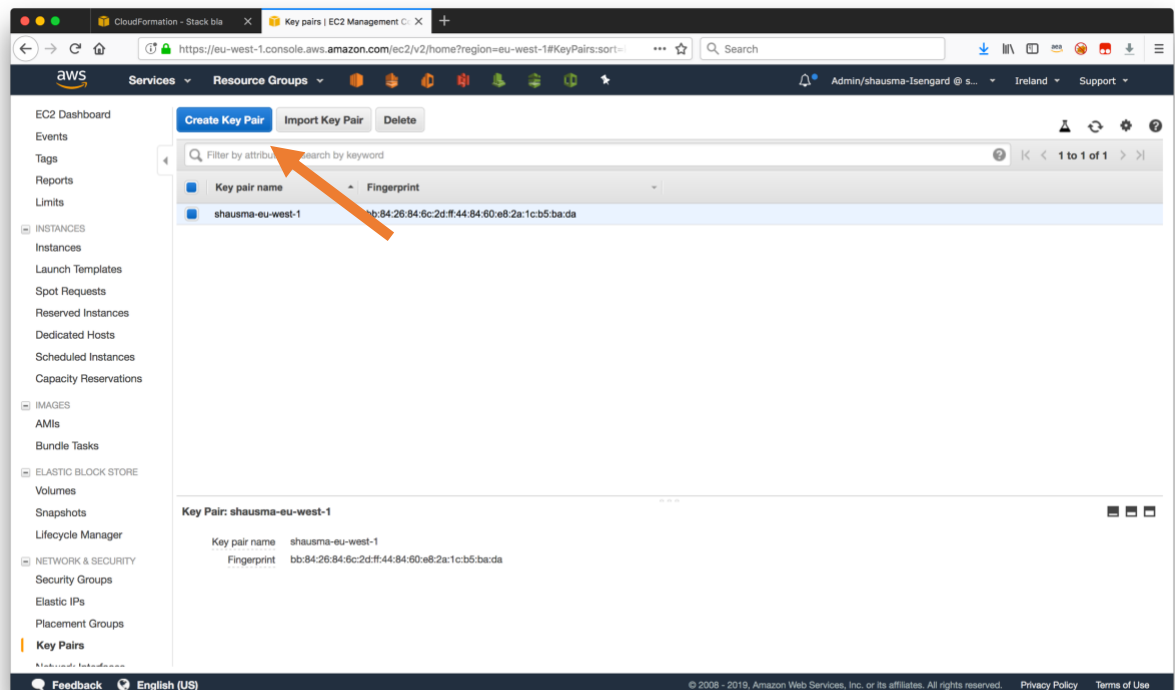 CloudFormation - Stack bla
Key pairs | EC2 Management Co
https://eu-west-1.console.aws.amazon.com/ec2/v2/home?region=eu-west-1#KeyPairs:sort=
Search
aws
Services
Resource Groups
Admin/shausma-Isengard @ s...
Ireland
Support
EC2 Dashboard
Events
Tags
Reports
Limits
INSTANCES
Instances
Launch Templates
Spot Requests
Reserved Instances
Dedicated Hosts
Scheduled Instances
Capacity Reservations
IMAGES
AMIs
Bundle Tasks
ELASTIC BLOCK STORE
Volumes
Snapshots
Lifecycle Manager
NETWORK & SECURITY
Security Groups
Elastic IPs
Placement Groups
Key Pairs
Network Interfaces
Create Key Pair
Import Key Pair
Delete
Filter by search by keyword
1 to 1 of 1
Key pair name
Fingerprint
shausma-eu-west-1
bb:84:26:84:6c:2d:ff:44:84:60:e8:2a:1c:b5:ba:da
Key Pair: shausma-eu-west-1
Key pair name shausma-eu-west-1
Fingerprint bb:84:26:84:6c:2d:ff:44:84:60:e8:2a:1c:b5:ba:da
Feedback
English (US)
© 2008 - 2019, Amazon Web Services, Inc. or its affiliates. All rights reserved.
Privacy Policy
Terms of Use